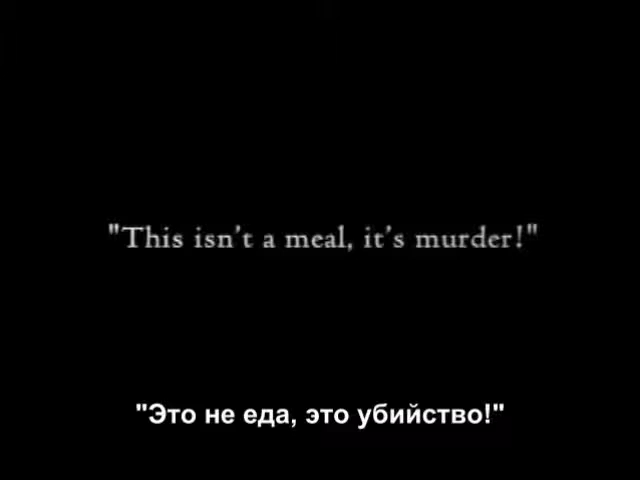 "This isn't a meal, it's murder!"
"Это не еда, это убийство!"